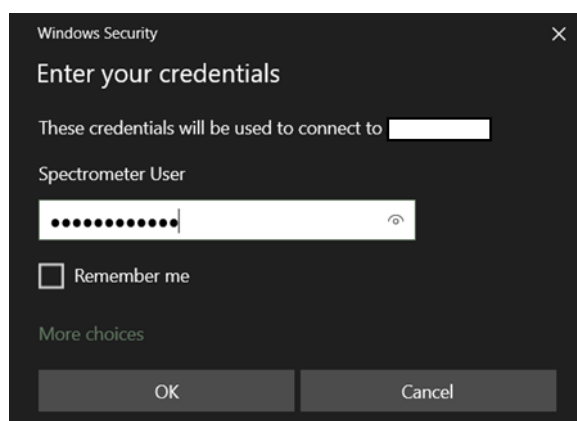 Windows Security
Enter your credentials
These credentials will be used to connect to
Spectrometer User
••••••••••••
Remember me
More choices
OK
Cancel